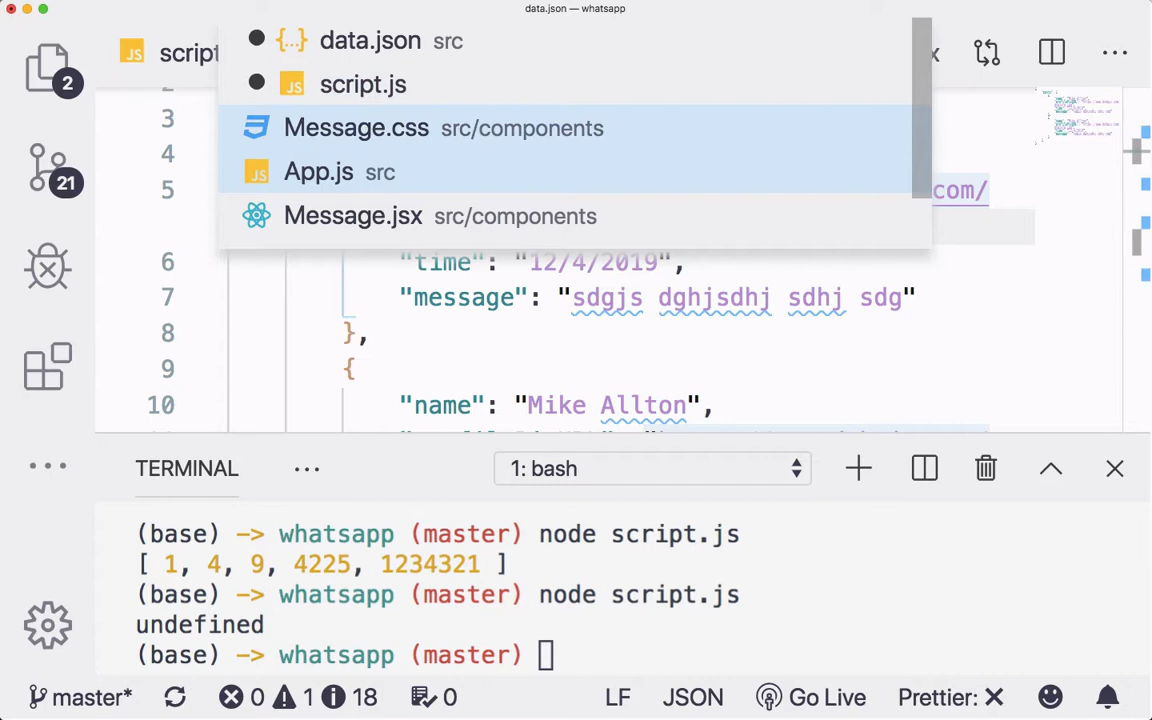 data.json — whatsapp
JS script
{...} data.json src
JS script.js
Message.css src/components
JS App.js src
Message.jsx src/components
x
2
21
3
4
5 com/
6 "time": "12/4/2019",
7 "message": "sdgjs dghjsdhj sdhj sdg"
8 },
9 {
10 "name": "Mike Allton",
TERMINAL ... 1: bash
(base) -> whatsapp (master) node script.js
[ 1, 4, 9, 4225, 1234321 ]
(base) -> whatsapp (master) node script.js
undefined
(base) -> whatsapp (master)
master* 0 1 18 0 LF JSON Go Live Prettier: ×